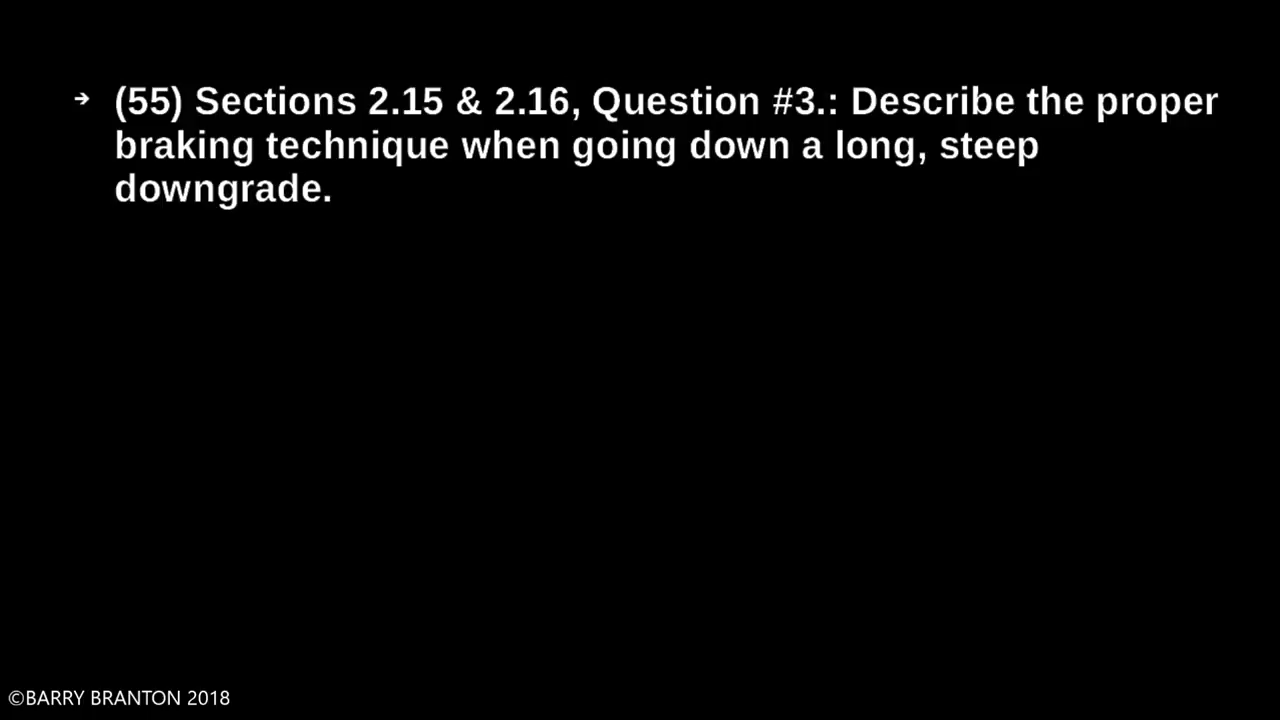 ➔ (55) Sections 2.15 & 2.16, Question #3.: Describe the proper
braking technique when going down a long, steep
downgrade.
©BARRY BRANTON 2018